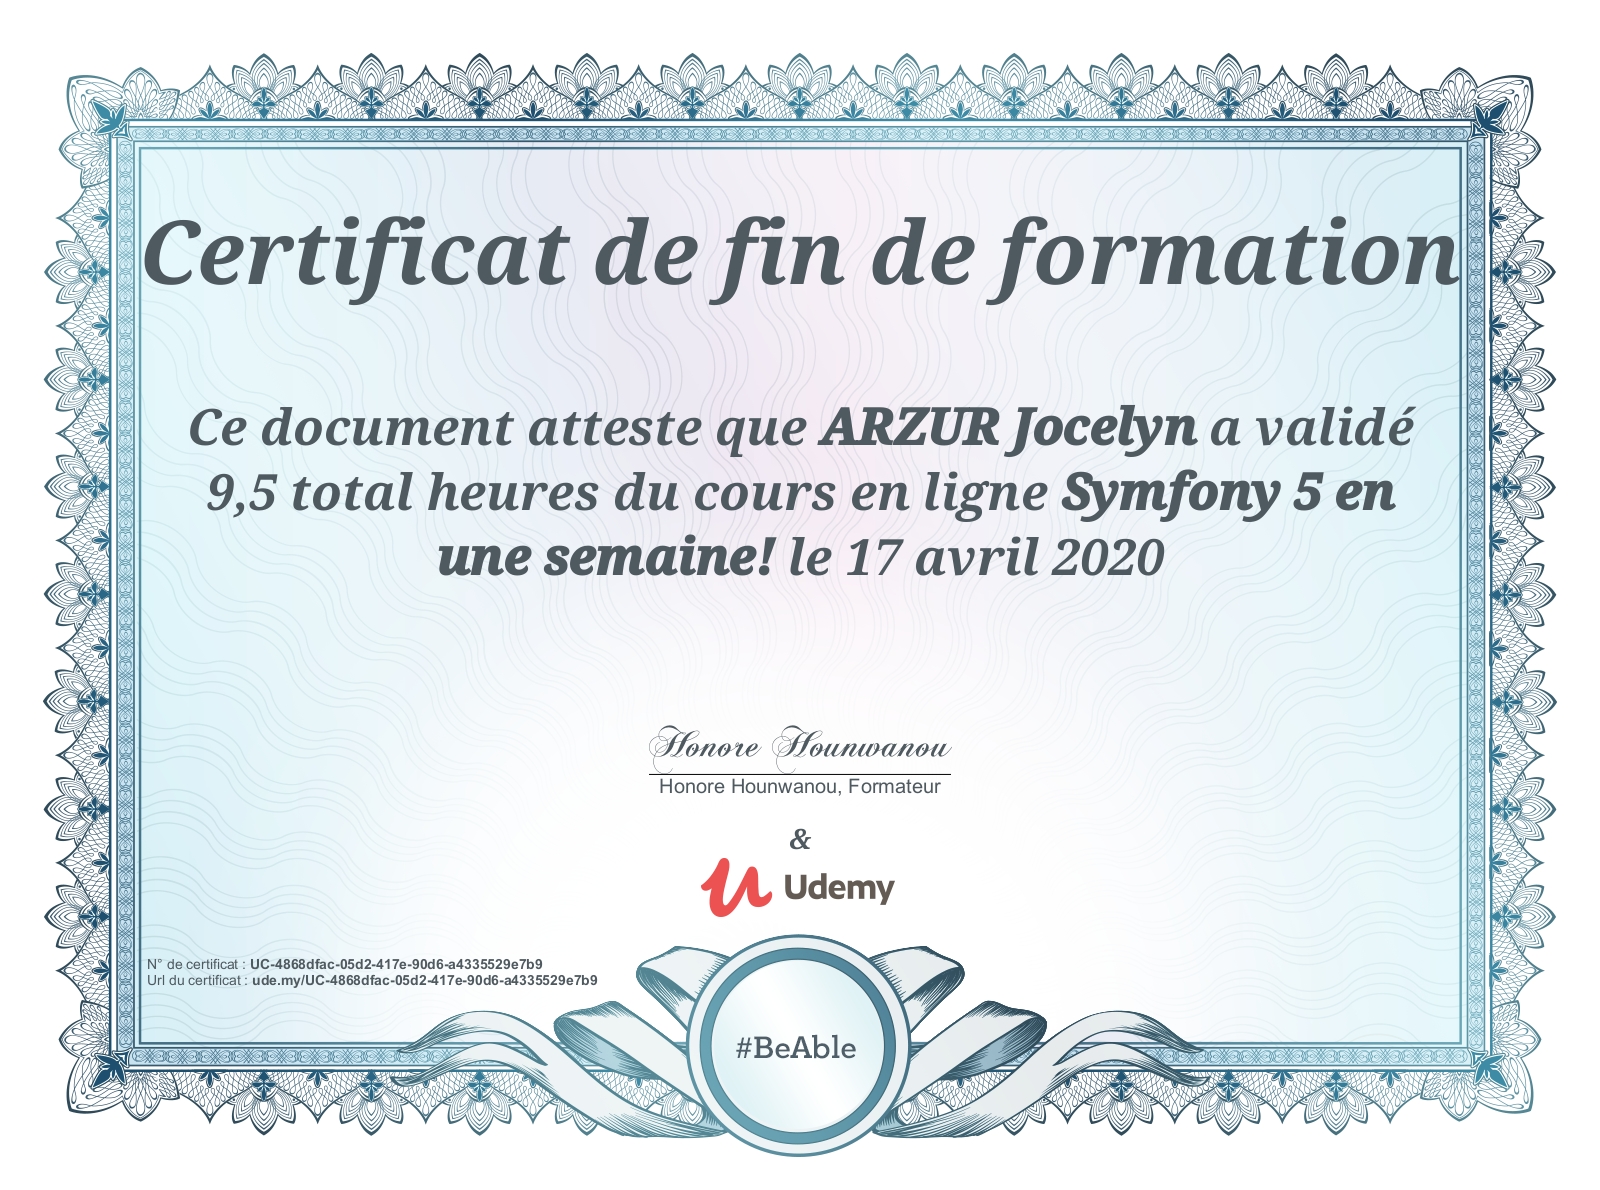 Certificat de fin de formation
Ce document atteste que ARZUR Jocelyn a validé
9,5 total heures du cours en ligne Symfony 5 en
une semaine! le 17 avril 2020
Honore Hounwanou
Honore Hounwanou, Formateur
&
Udemy
N° de certificat : UC-4868dfac-05d2-417e-90d6-a4335529e7b9
Url du certificat : ude.my/UC-4868dfac-05d2-417e-90d6-a4335529e7b9
#BeAble